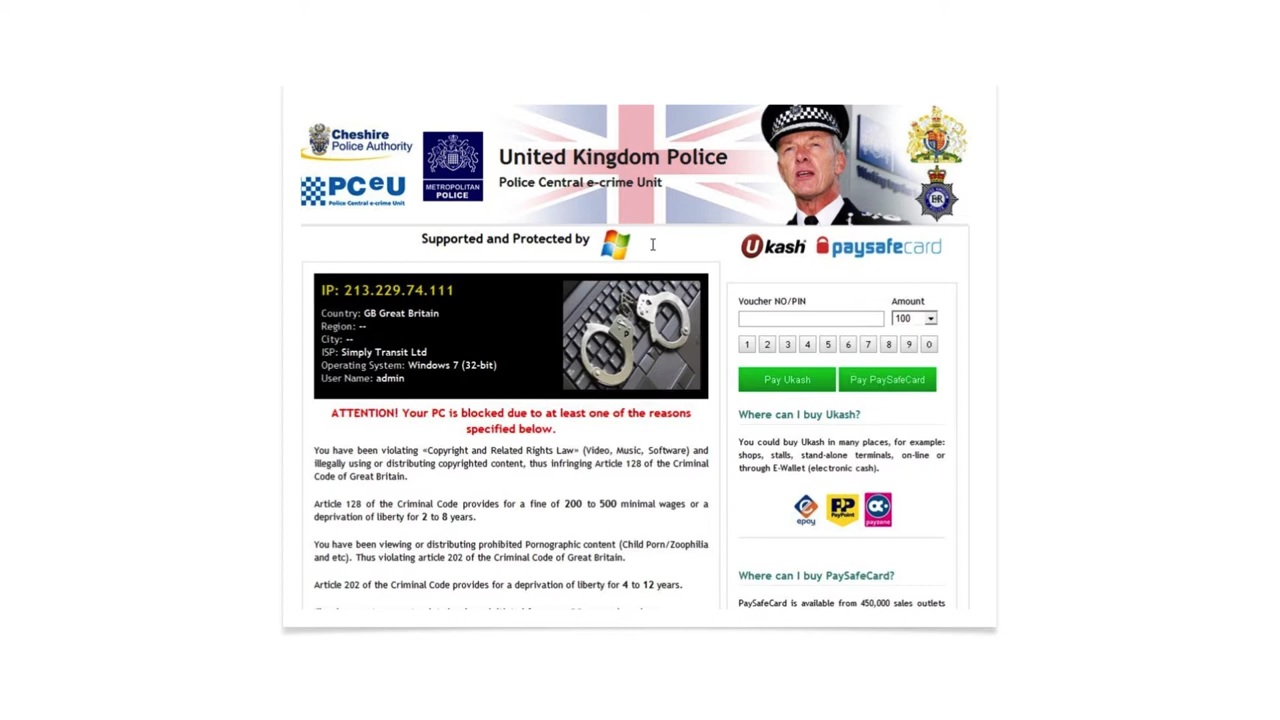 Cheshire
Police Authority
PCeU
Police Central e-crime Unit
METROPOLITAN
POLICE
United Kingdom Police
Police Central e-crime Unit
Supported and Protected by
Ukash paysafecard
IP: 213.229.74.111
Country: GB Great Britain
Region: --
City: --
ISP: Simply Transit Ltd
Operating System: Windows 7 (32-bit)
User Name: admin
ATTENTION! Your PC is blocked due to at least one of the reasons
specified below.
You have been violating «Copyright and Related Rights Law» (Video, Music, Software) and
illegally using or distributing copyrighted content, thus infringing Article 128 of the Criminal
Code of Great Britain.
Article 128 of the Criminal Code provides for a fine of 200 to 500 minimal wages or a
deprivation of liberty for 2 to 8 years.
You have been viewing or distributing prohibited Pornographic content (Child Porn/Zoophilia
and etc). Thus violating article 202 of the Criminal Code of Great Britain.
Article 202 of the Criminal Code provides for a deprivation of liberty for 4 to 12 years.
Voucher NO/PIN Amount
100
1 2 3 4 5 6 7 8 9 0
Pay Ukash Pay PaySafeCard
Where can I buy Ukash?
You could buy Ukash in many places, for example:
shops, stalls, stand-alone terminals, on-line or
through E-Wallet (electronic cash).
epay PayPoint payzone
Where can I buy PaySafeCard?
PaySafeCard is available from 450,000 sales outlets